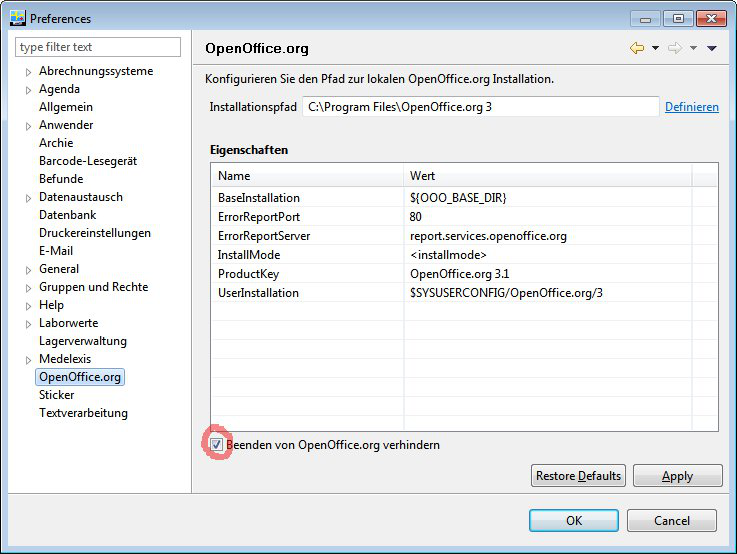 Preferences
type filter text
Abrechnungssysteme
Agenda
Allgemein
Anwender
Archie
Barcode-Lesegerät
Befunde
Datenaustausch
Datenbank
Druckereinstellungen
E-Mail
General
Gruppen und Rechte
Help
Laborwerte
Lagerverwaltung
Medelexis
OpenOffice.org
Sticker
Textverarbeitung
OpenOffice.org
Konfigurieren Sie den Pfad zur lokalen OpenOffice.org Installation.
Installationspfad C:\Program Files\OpenOffice.org 3 Definieren
Eigenschaften
Name Wert
BaseInstallation ${OOO_BASE_DIR}
ErrorReportPort 80
ErrorReportServer report.services.openoffice.org
InstallMode <installmode>
ProductKey OpenOffice.org 3.1
UserInstallation $SYSUSERCONFIG/OpenOffice.org/3
Beenden von OpenOffice.org verhindern
Restore Defaults Apply
OK Cancel